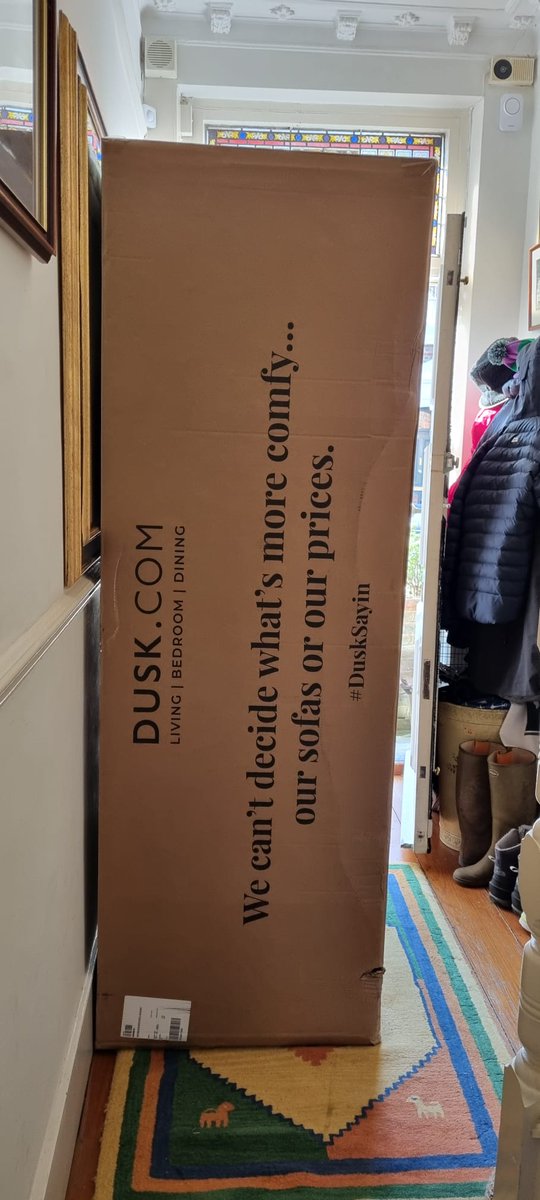 DUSK.COM
LIVING | BEDROOM | DINING
We can't decide what's more comfy...
our sofas or our prices.
#DuskSayin